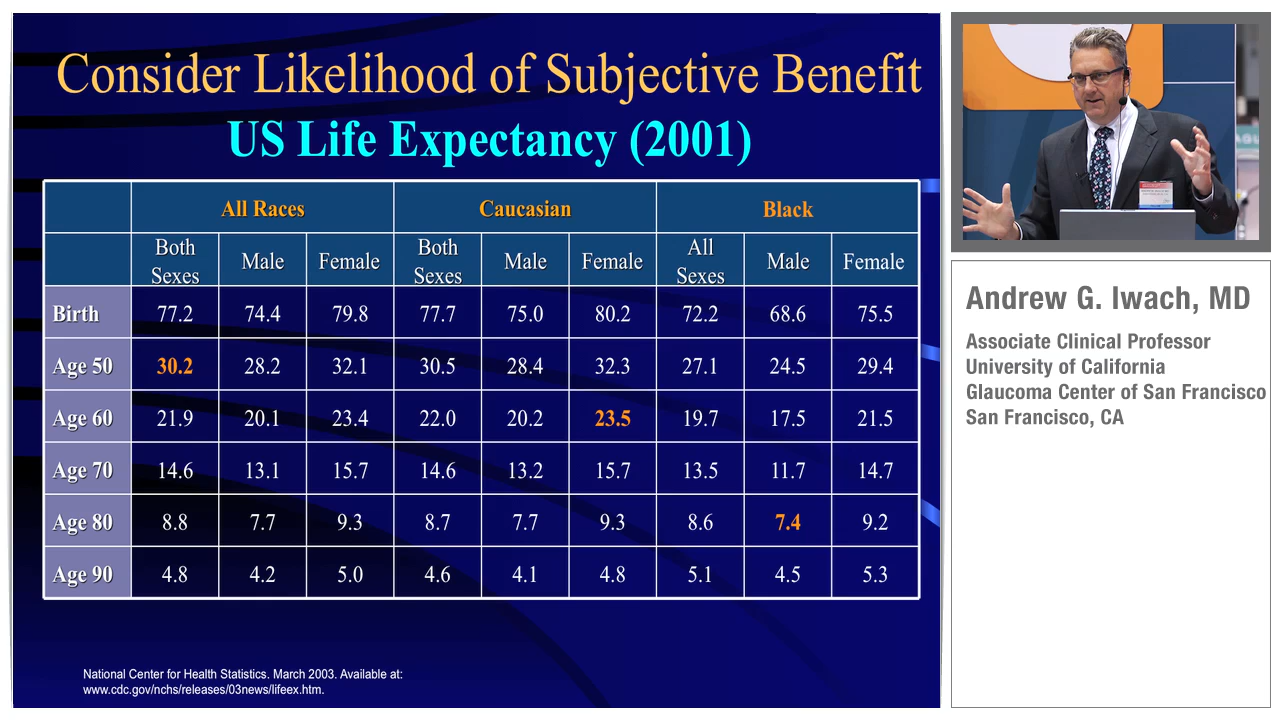 Consider Likelihood of Subjective Benefit
US Life Expectancy (2001)
All Races Caucasian Black
Both Sexes Male Female Both Sexes Male Female All Sexes Male Female
Birth 77.2 74.4 79.8 77.7 75.0 80.2 72.2 68.6 75.5
Age 50 30.2 28.2 32.1 30.5 28.4 32.3 27.1 24.5 29.4
Age 60 21.9 20.1 23.4 22.0 20.2 23.5 19.7 17.5 21.5
Age 70 14.6 13.1 15.7 14.6 13.2 15.7 13.5 11.7 14.7
Age 80 8.8 7.7 9.3 8.7 7.7 9.3 8.6 7.4 9.2
Age 90 4.8 4.2 5.0 4.6 4.1 4.8 5.1 4.5 5.3
National Center for Health Statistics. March 2003. Available at:
www.cdc.gov/nchs/releases/03news/lifeex.htm.
Andrew G. Iwach, MD
Associate Clinical Professor
University of California
Glaucoma Center of San Francisco
San Francisco, CA